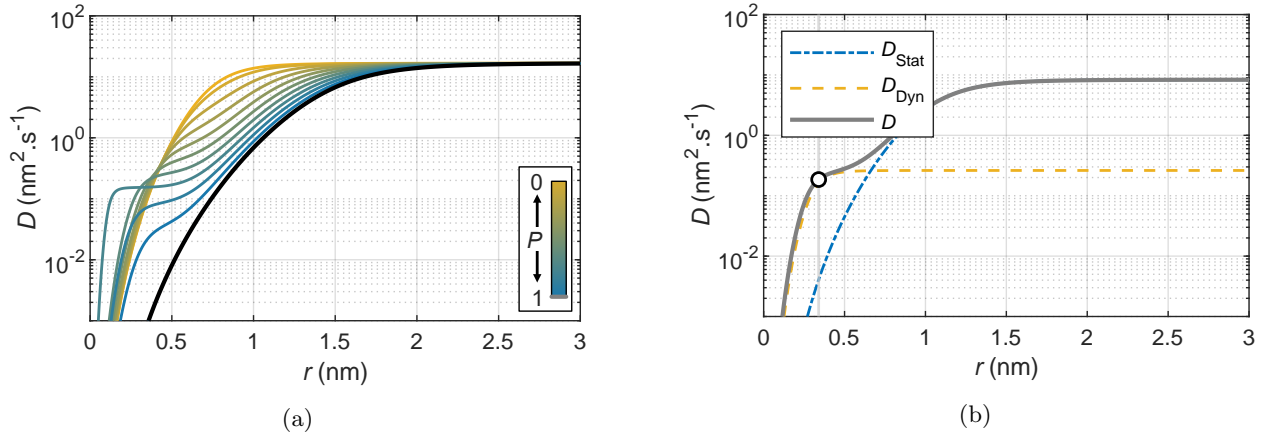 10^2
10^0
10^-2
D (nm^2.s^-1)
0
P
1
0 0.5 1 1.5 2 2.5 3
r (nm)
(a)
10^2
10^0
10^-2
D (nm^2.s^-1)
D_Stat
D_Dyn
D
0 0.5 1 1.5 2 2.5 3
r (nm)
(b)